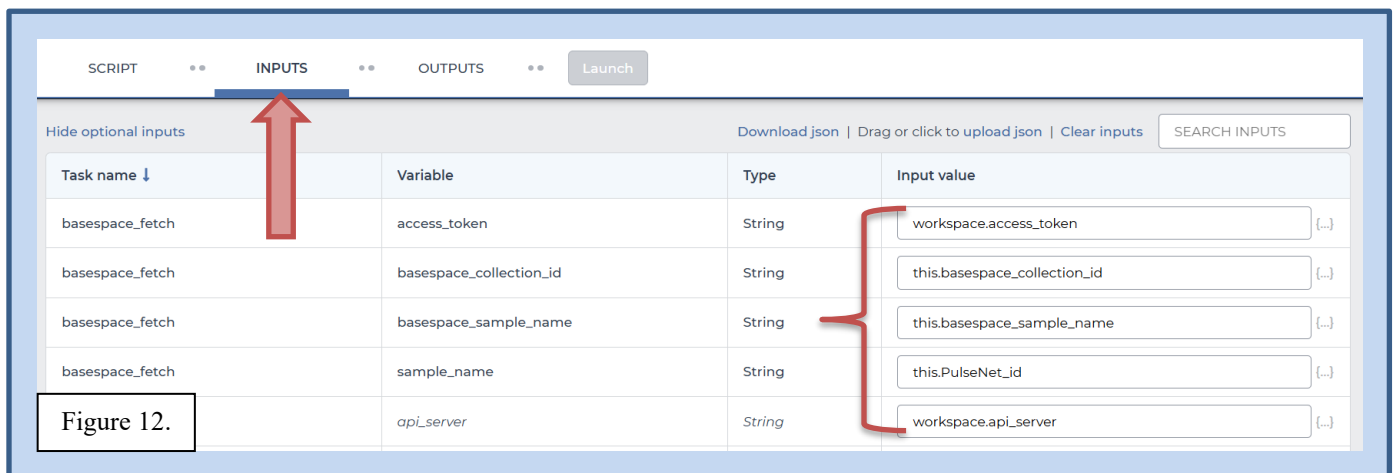 SCRIPT INPUTS OUTPUTS Launch
Hide optional inputs Download json | Drag or click to upload json | Clear inputs SEARCH INPUTS
Task name ↓ Variable Type Input value
basespace_fetch access_token String workspace.access_token {...}
basespace_fetch basespace_collection_id String this.basespace_collection_id {...}
basespace_fetch basespace_sample_name String this.basespace_sample_name {...}
basespace_fetch sample_name String this.PulseNet_id {...}
Figure 12. api_server String workspace.api_server {...}